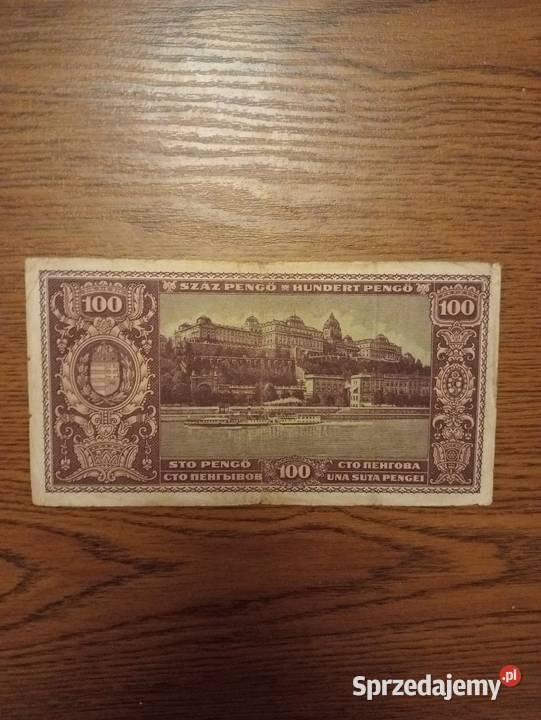 SZÁZ PENGŐ HUNDERT PENGŐ
100 100
STO PENGŐ 100 СТО ПЕНГОВА
СТО ПЕНГЫВОВ UNA SUTA PENGEI
Sprzedajemy.pl